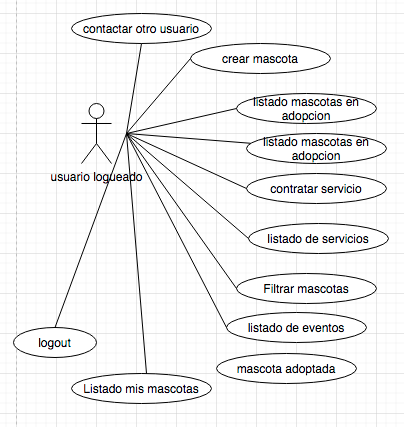 contactar otro usuario
crear mascota
listado mascotas en
adopcion
listado mascotas en
adopcion
usuario logueado
contratar servicio
listado de servicios
Filtrar mascotas
listado de eventos
logout
mascota adoptada
Listado mis mascotas